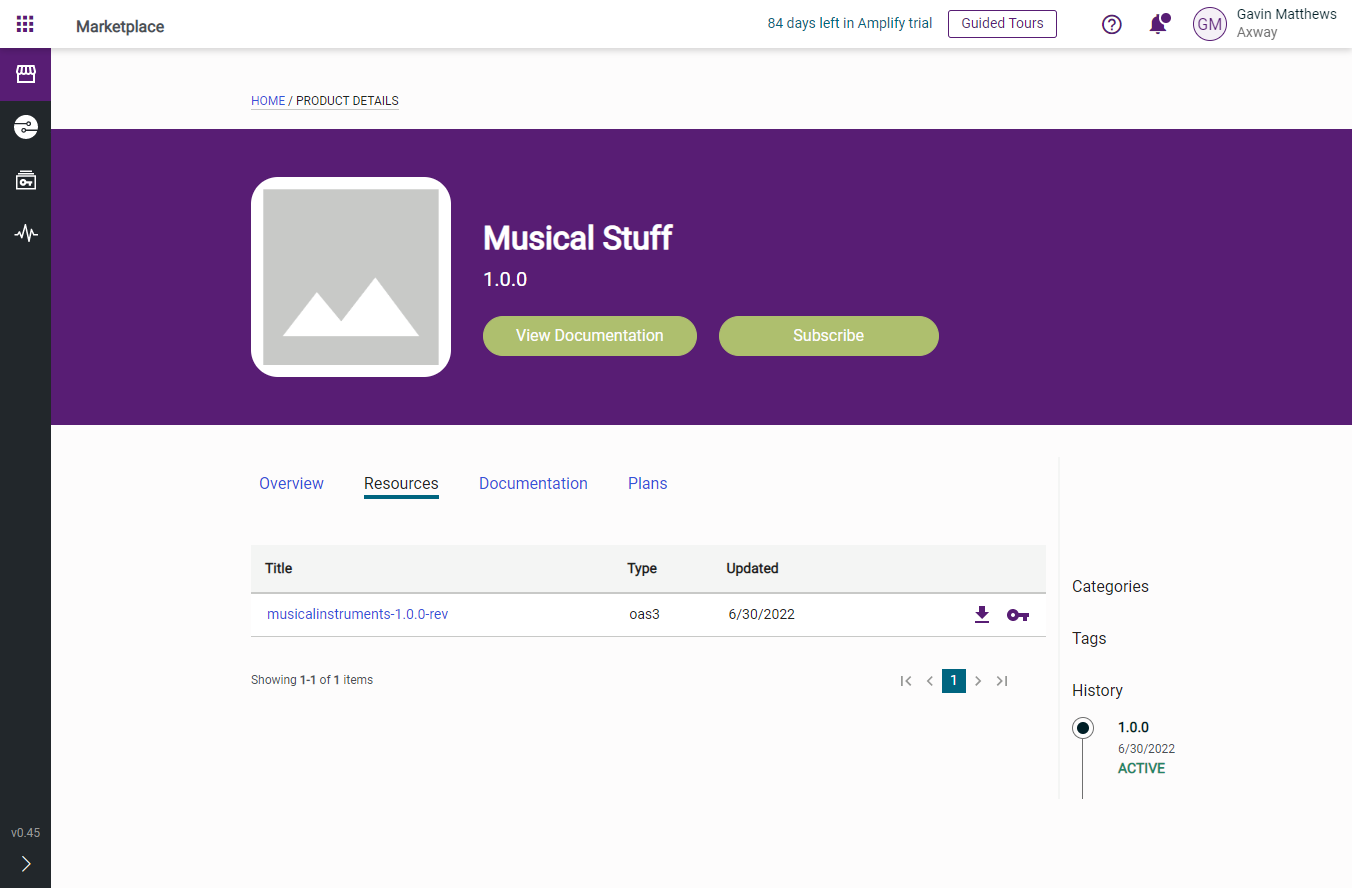 Marketplace
84 days left in Amplify trial
Guided Tours
GM
Gavin Matthews
Axway
HOME / PRODUCT DETAILS
Musical Stuff
1.0.0
View Documentation
Subscribe
Overview
Resources
Documentation
Plans
Title
Type
Updated
musicalinstruments-1.0.0-rev
oas3
6/30/2022
Showing 1-1 of 1 items
1
Categories
Tags
History
1.0.0
6/30/2022
ACTIVE
v0.45